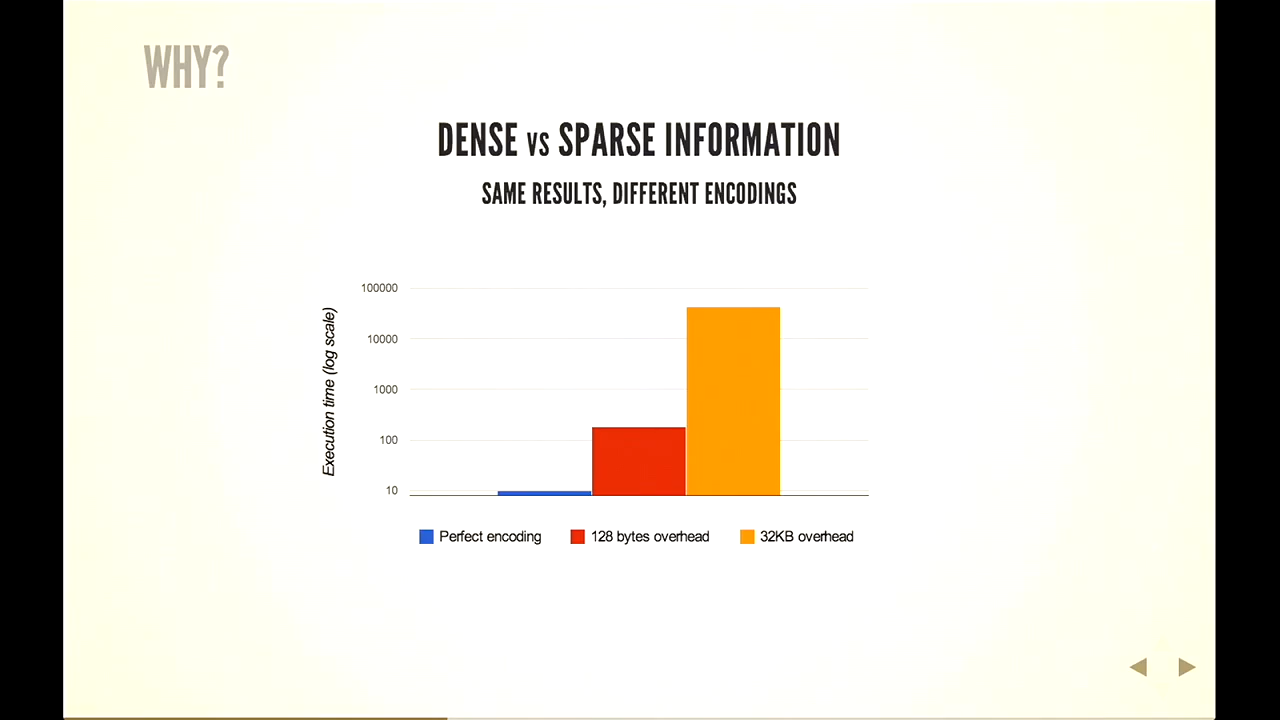 WHY?
DENSE VS SPARSE INFORMATION
SAME RESULTS, DIFFERENT ENCODINGS
Execution time (log scale)
100000
10000
1000
100
10
Perfect encoding
128 bytes overhead
32KB overhead